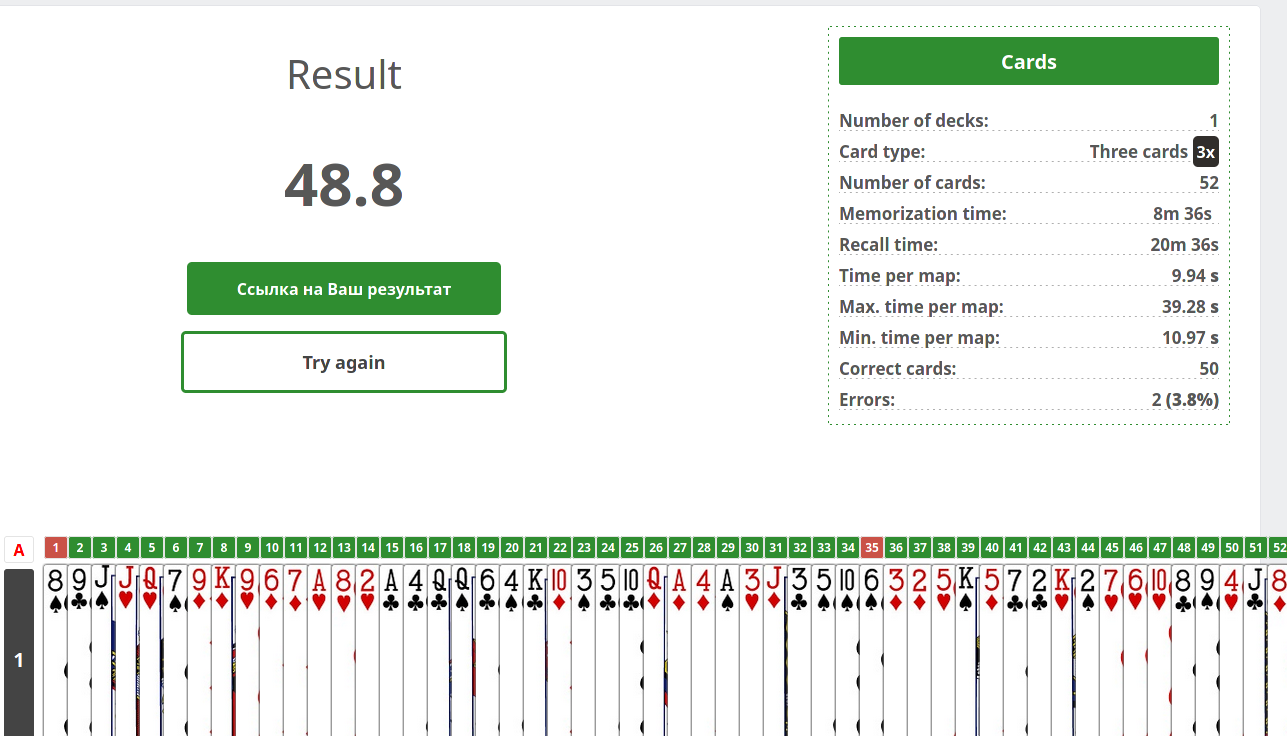 Result
48.8
Ссылка на Ваш результат
Try again
Cards
Number of decks: 1
Card type: Three cards 3x
Number of cards: 52
Memorization time: 8m 36s
Recall time: 20m 36s
Time per map: 9.94 s
Max. time per map: 39.28 s
Min. time per map: 10.97 s
Correct cards: 50
Errors: 2 (3.8%)
A 1 2 3 4 5 6 7 8 9 10 11 12 13 14 15 16 17 18 19 20 21 22 23 24 25 26 27 28 29 30 31 32 33 34 35 36 37 38 39 40 41 42 43 44 45 46 47 48 49 50 51 52
8 9 J J Q 7 9 K 9 6 7 A 8 2 A 4 Q Q 6 4 K 10 3 5 10 Q A 4 A 3 J 3 5 10 6 3 2 5 K 5 7 2 K 2 7 6 10 8 9 4 J 8
♠ ♣ ♠ ♥ ♥ ♠ ♦ ♦ ♥ ♦ ♦ ♥ ♥ ♥ ♣ ♣ ♣ ♠ ♣ ♠ ♣ ♦ ♠ ♣ ♣ ♦ ♦ ♦ ♠ ♥ ♦ ♣ ♠ ♠ ♠ ♦ ♦ ♥ ♠ ♦ ♣ ♣ ♥ ♠ ♥ ♥ ♥ ♣ ♠ ♥ ♣ ♦
1